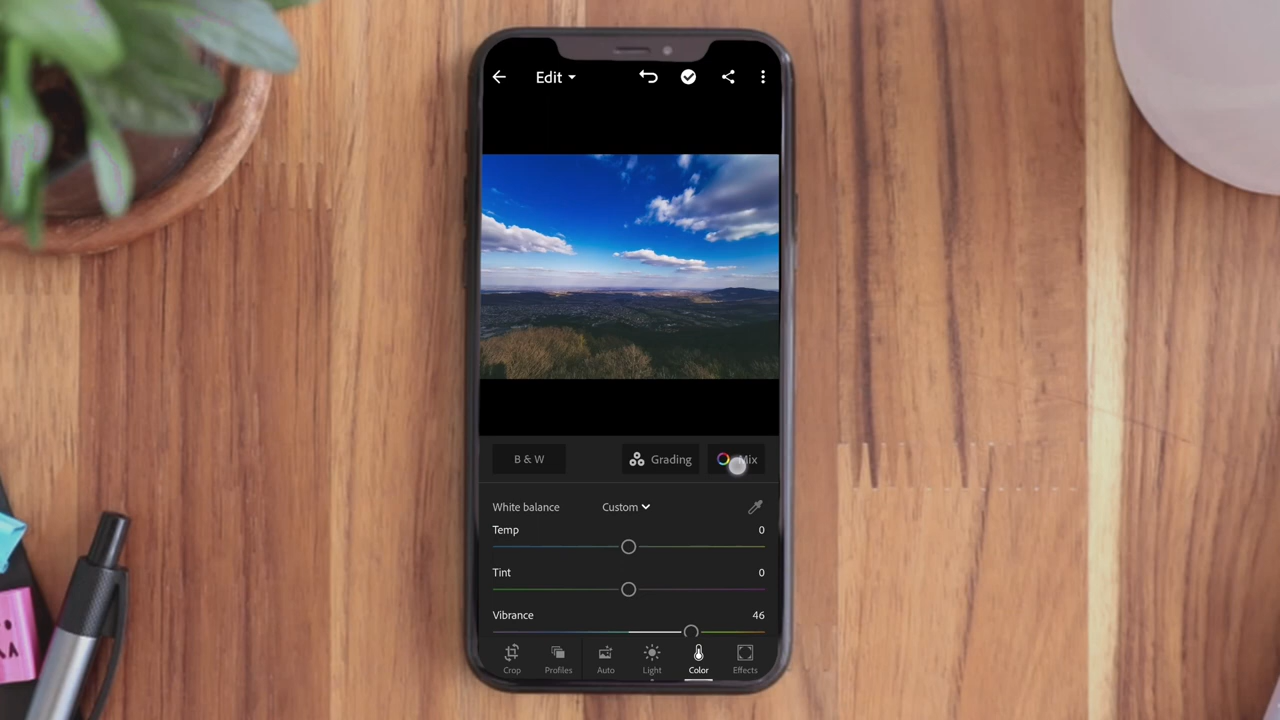 Edit
B & W
Grading
Mix
White balance
Custom
Temp
0
Tint
0
Vibrance
46
Crop
Profiles
Auto
Light
Color
Effects